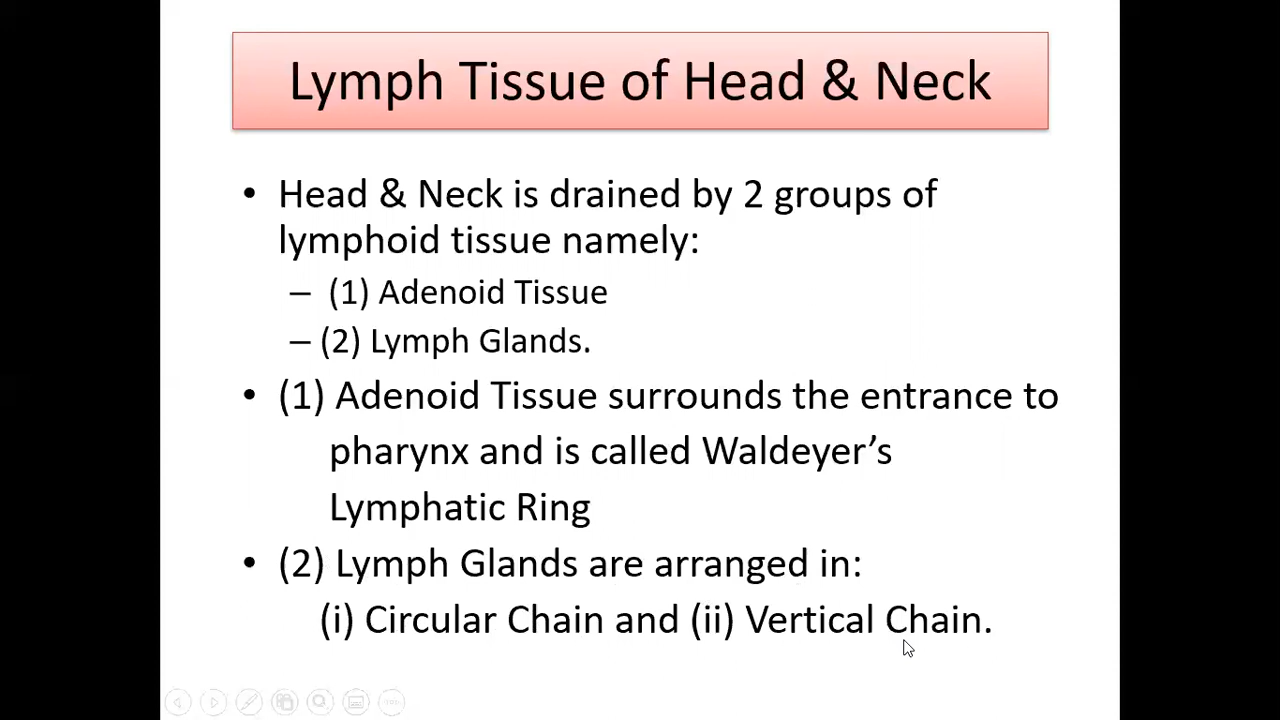 Lymph Tissue of Head & Neck
• Head & Neck is drained by 2 groups of
lymphoid tissue namely:
– (1) Adenoid Tissue
– (2) Lymph Glands.
• (1) Adenoid Tissue surrounds the entrance to
pharynx and is called Waldeyer’s
Lymphatic Ring
• (2) Lymph Glands are arranged in:
(i) Circular Chain and (ii) Vertical Chain.